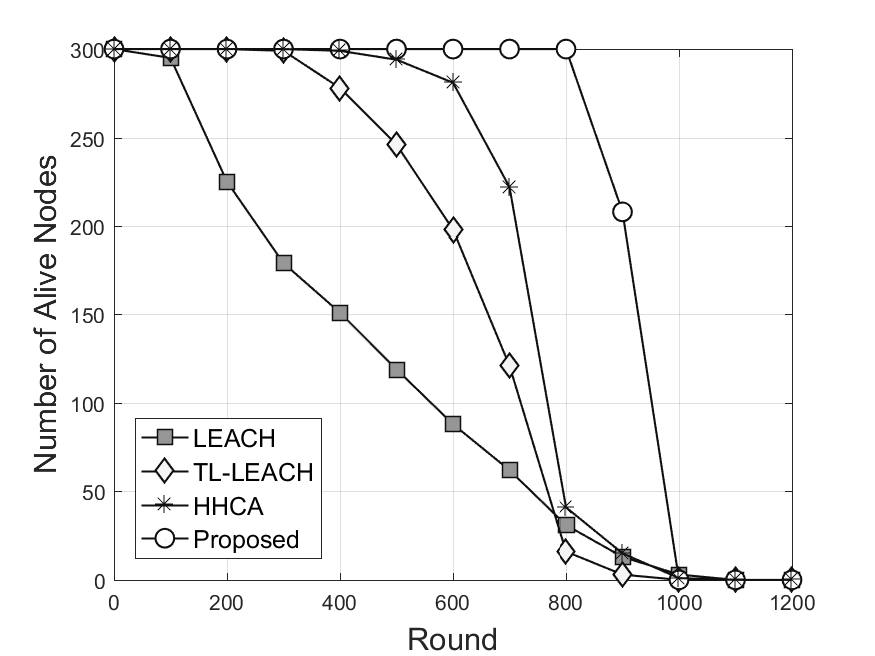 Number of Alive Nodes
300
250
200
150
100
50
0
LEACH
TL-LEACH
HHCA
Proposed
0 200 400 600 800 1000 1200
Round